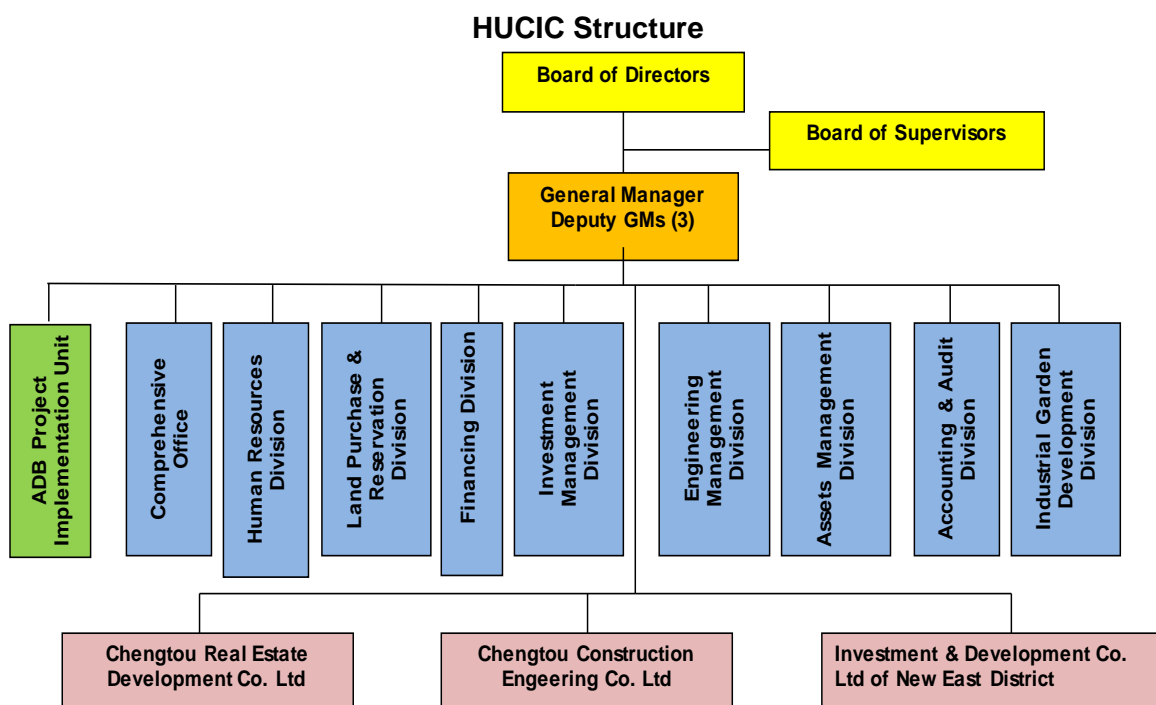 HUCIC Structure
Board of Directors
Board of Supervisors
General Manager
Deputy GMs (3)
ADB Project
Implementation Unit
Comprehensive
Office
Human Resources
Division
Land Purchase &
Reservation
Division
Financing Division
Investment
Management
Division
Engineering
Management
Division
Assets Management
Division
Accounting & Audit
Division
Industrial Garden
Development
Division
Chengtou Real Estate
Development Co. Ltd
Chengtou Construction
Engeering Co. Ltd
Investment & Development Co.
Ltd of New East District